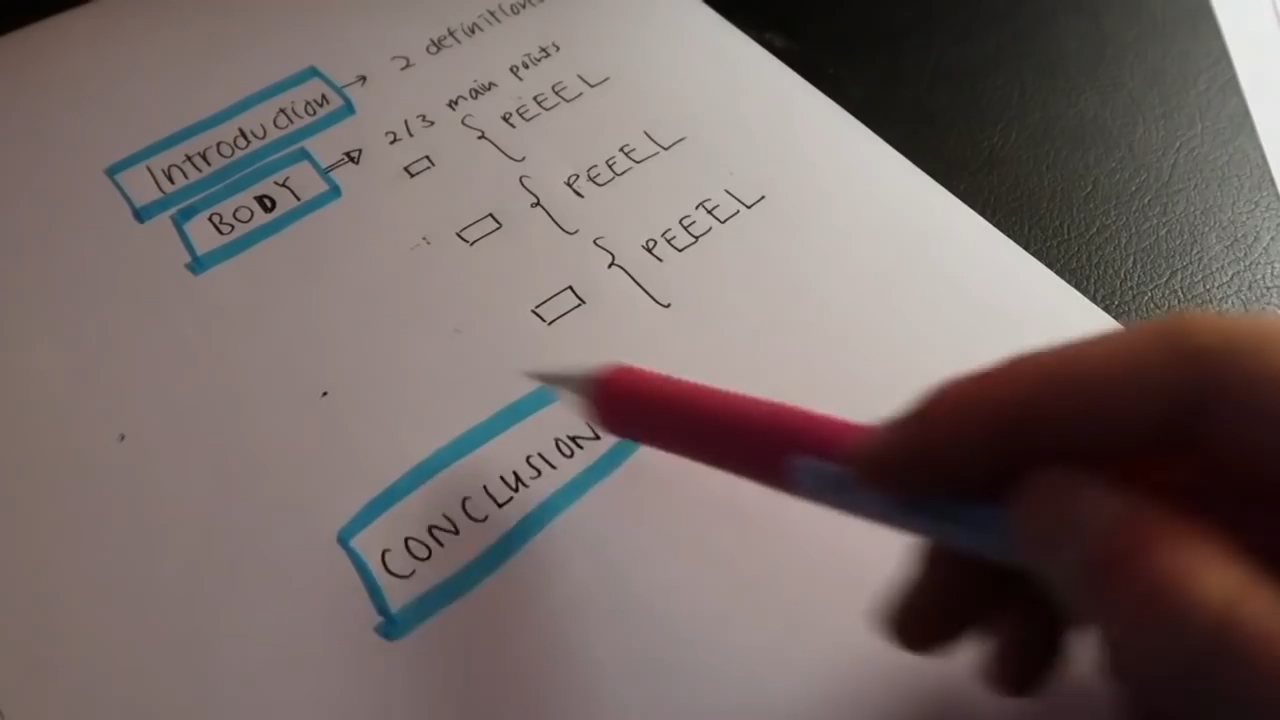 Introduction → 2 definitions
BODY ⇒ 2/3 main points
{ PEEEL
{ PEEEL
{ PEEEL
CONCLUSION